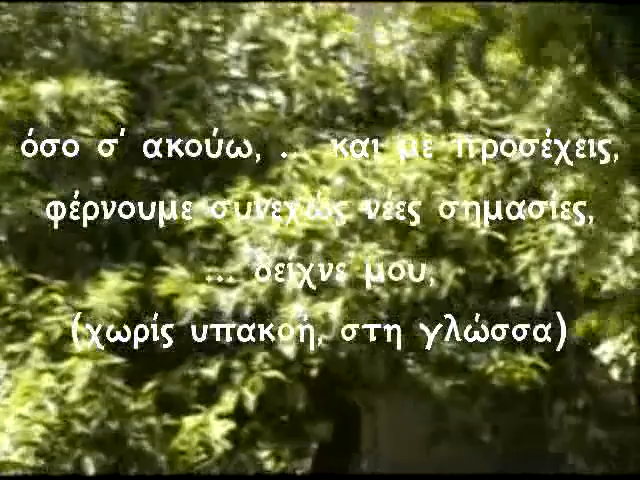 όσο σ' ακούω, ... και με προσέχεις,
φέρνουμε συνεχώς νέες σημασίες,
... δείχνε μου,
(χωρίς υπακοή, στη γλώσσα)